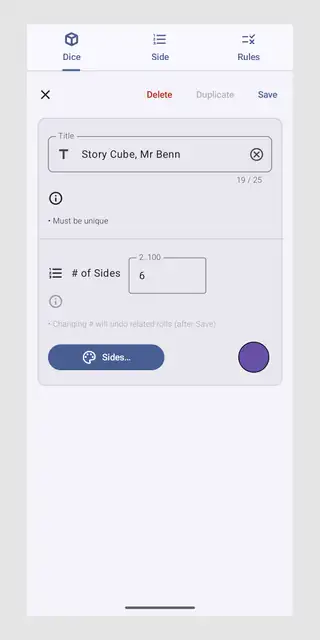 Dice Side Rules
Delete Duplicate Save
Title
Story Cube, Mr Benn
19 / 25
• Must be unique
2..100
# of Sides 6
• Changing # will undo related rolls (after Save)
Sides...